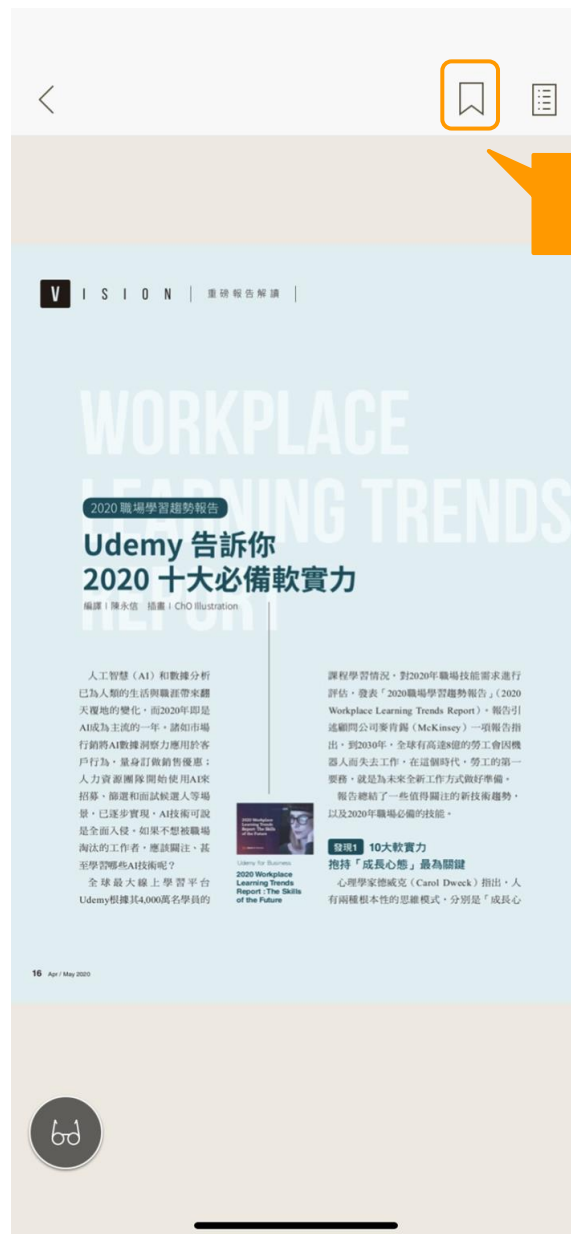 VISION | 重磅報告解讀 |
WORKPLACE
LEARNING TRENDS
REPORT
2020 職場學習趨勢報告
Udemy 告訴你
2020 十大必備軟實力
編譯 | 陳永信 插畫 | ChO Illustration
人工智慧（AI）和數據分析
已為人類的生活與職涯帶來翻
天覆地的變化，而2020年即是
AI成為主流的一年。諸如市場
行銷將AI數據洞察力應用於客
戶行為，量身訂做銷售優惠；
人力資源團隊開始使用AI來
招募、篩選和面試候選人等場
景，已逐步實現，AI技術可說
是全面入侵。如果不想被職場
淘汰的工作者，應該關注、甚
至學習哪些AI技術呢？
全球最大線上學習平台
Udemy根據其4,000萬名學員的
2020 Workplace
Learning Trends
Report: The Skills
of the Future
Udemy for Business
2020 Workplace
Learning Trends
Report : The Skills
of the Future
課程學習情況，對2020年職場技能需求進行
評估，發表「2020職場學習趨勢報告」(2020
Workplace Learning Trends Report)。報告引
述顧問公司麥肯錫（McKinsey）一項報告指
出，到2030年，全球有高達8億的勞工會因機
器人而失去工作。在這個時代，勞工的第一
要務，就是為未來全新工作方式做好準備。
報告總結了一些值得關注的新技術趨勢，
以及2020年職場必備的技能。
發現1 10大軟實力
抱持「成長心態」最為關鍵
心理學家德威克（Carol Dweck）指出，人
有兩種根本性的思維模式，分別是「成長心
16 Apr / May 2020